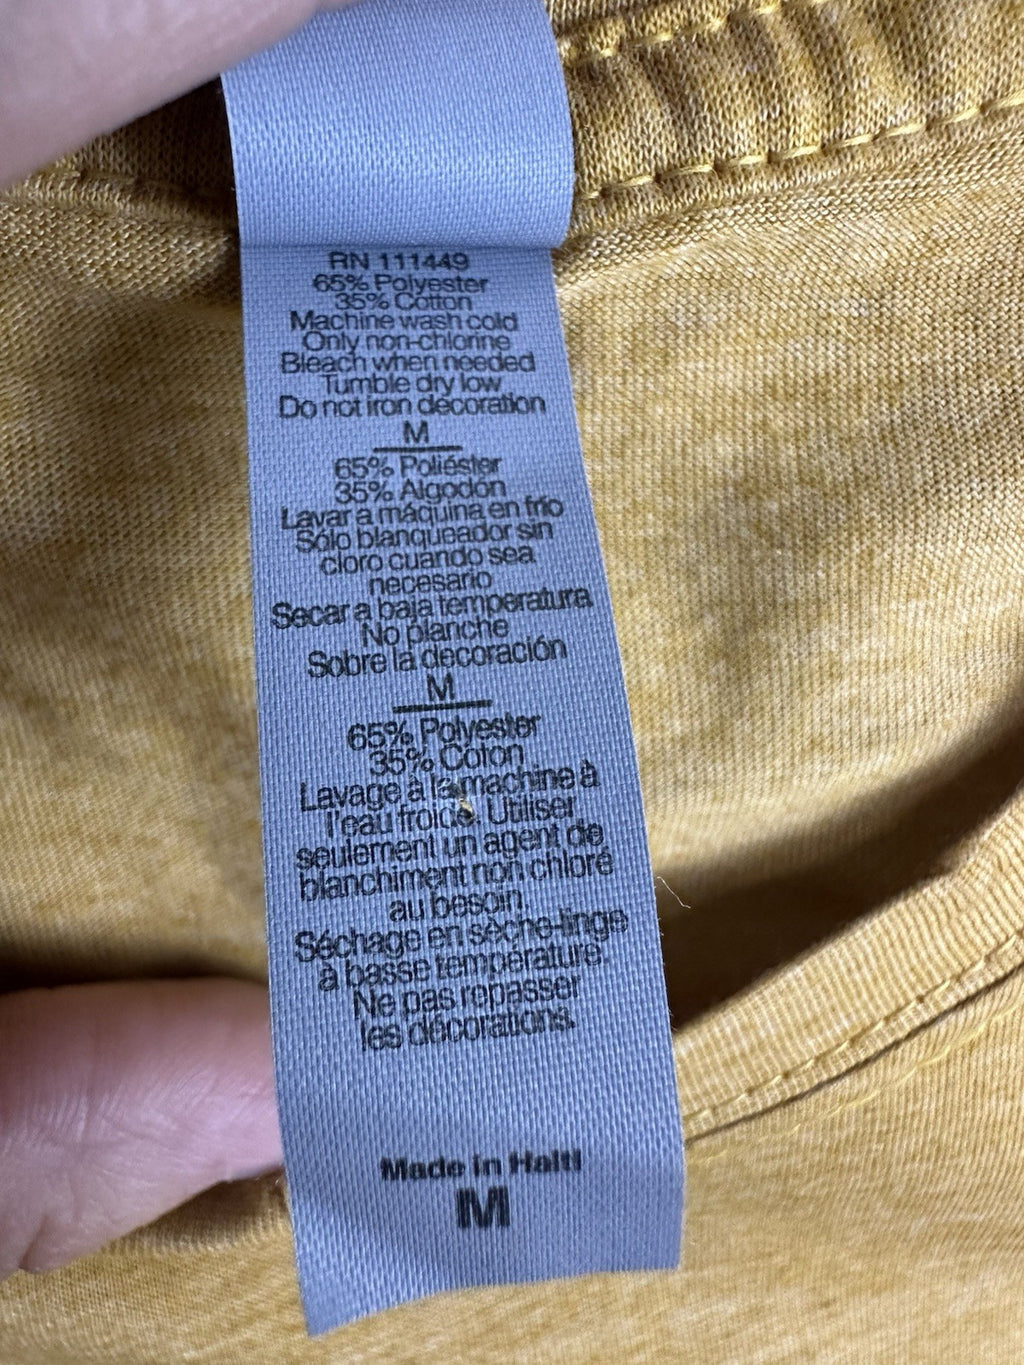 RN 111449
65% Polyester
35% Cotton
Machine wash cold
Only non-chlorine
Bleach when needed
Tumble dry low
Do not iron decoration
M
65% Poliéster
35% Algodón
Lavar a máquina en frío
Sólo blanqueador sin
cloro cuando sea
necesario
Secar a baja temperatura
No planche
Sobre la decoración
M
65% Polyester
35% Coton
Lavage à la machine à
l'eau froide. Utiliser
seulement un agent de
blanchiment non chloré
au besoin.
Séchage en sèche-linge
à basse température.
Ne pas repasser
les décorations.
Made in Haiti
M